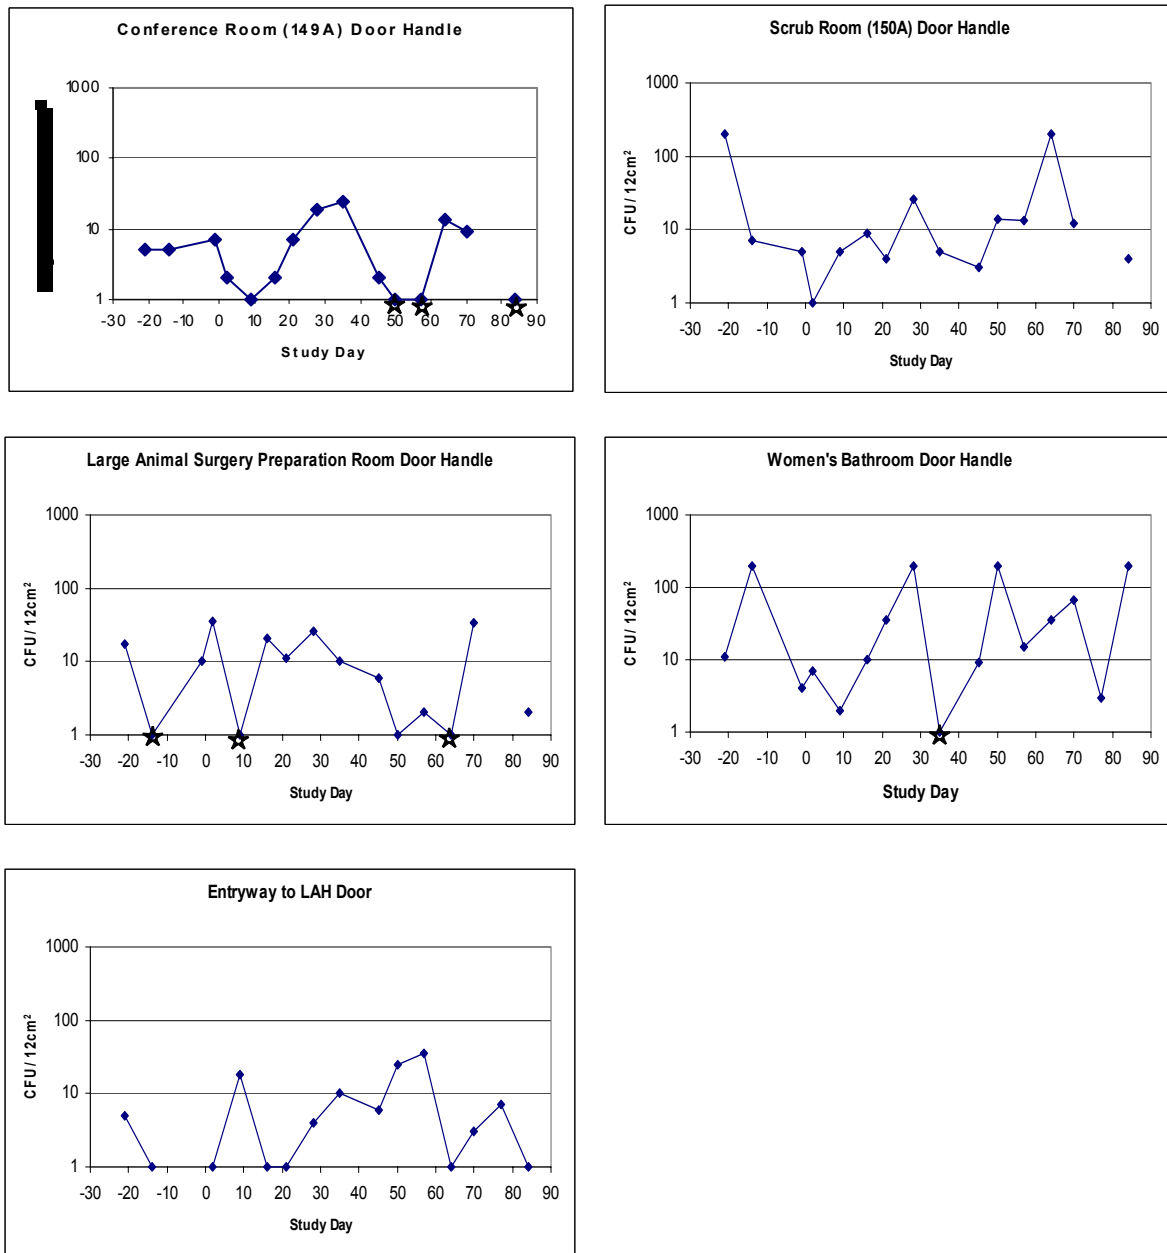 Conference Room (149A) Door Handle
1000
100
10
1
-30 -20 -10 0 10 20 30 40 50 60 70 80 90
Study Day
Scrub Room (150A) Door Handle
CFU/ 12cm²
1000
100
10
1
-30 -20 -10 0 10 20 30 40 50 60 70 80 90
Study Day
Large Animal Surgery Preparation Room Door Handle
CFU/ 12cm²
1000
100
10
1
-30 -20 -10 0 10 20 30 40 50 60 70 80 90
Study Day
Women's Bathroom Door Handle
CFU/ 12cm²
1000
100
10
1
-30 -20 -10 0 10 20 30 40 50 60 70 80 90
Study Day
Entryway to LAH Door
CFU/ 12cm²
1000
100
10
1
-30 -20 -10 0 10 20 30 40 50 60 70 80 90
Study Day